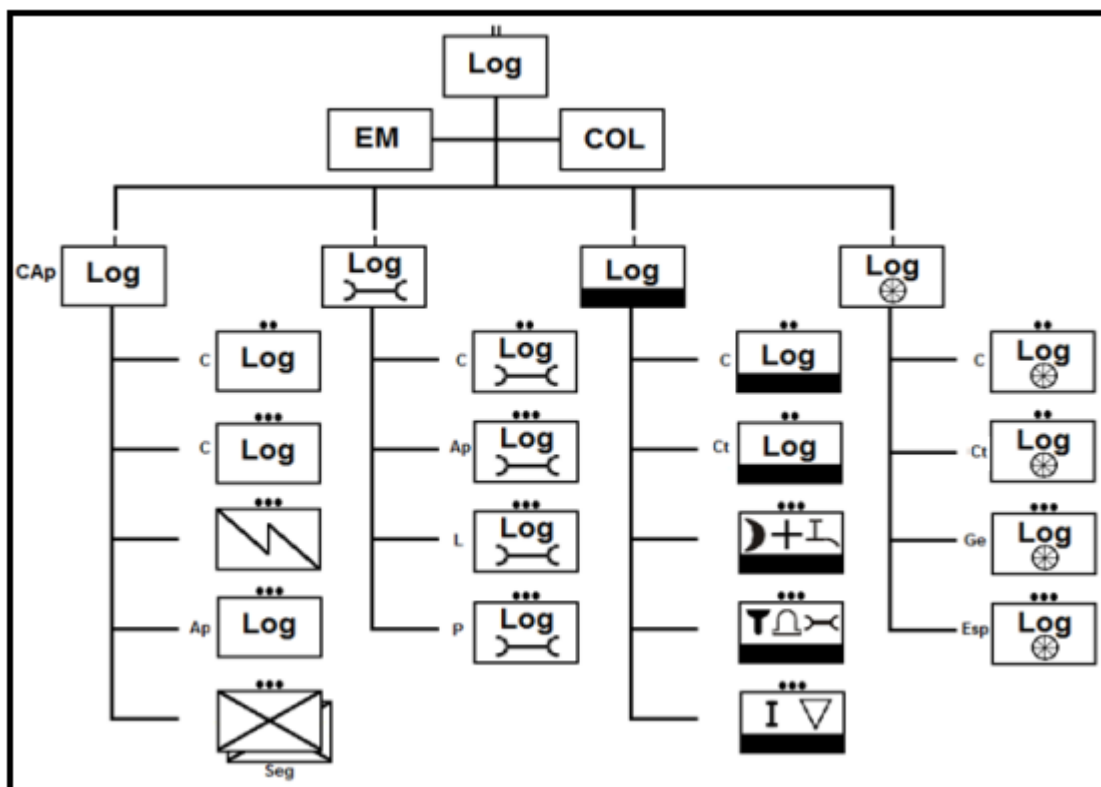 Log
EM COL
CAp Log Log Log Log
C Log C Log C Log C Log
C Log Ap Log Ct Log Ct Log
L Log Ge Log
Ap Log P Log Esp Log
I
Seg